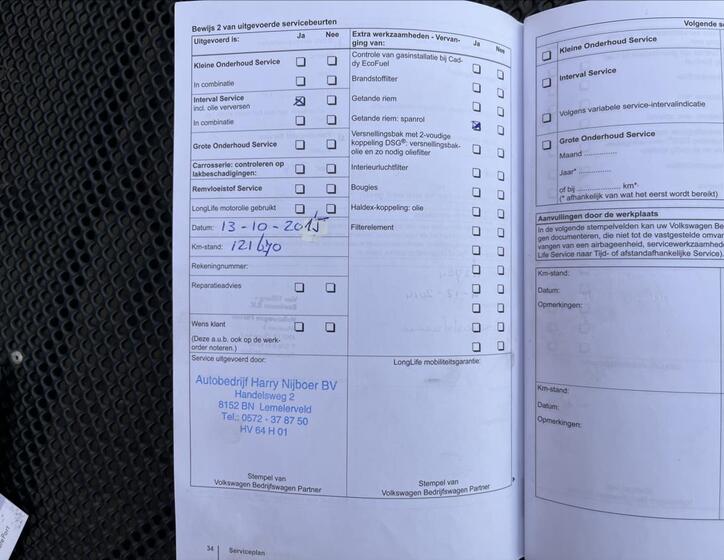 Bewijs 2 van uitgevoerde servicebeurten
Uitgevoerd is: Ja Nee
Kleine Onderhoud Service
In combinatie
Interval Service
incl. olie verversen
In combinatie
Grote Onderhoud Service
Carrosserie: controleren op
lakbeschadigingen:
Remvloeistof Service
LongLife motorolie gebruikt
Datum: 13-10-2015
Km-stand: 121670
Rekeningnummer:
Reparatieadvies
Wens klant
(Deze a.u.b. ook op de werk-
order noteren.)
Service uitgevoerd door:
Autobedrijf Harry Nijboer BV
Handelsweg 2
8152 BN Lemelerveld
Tel.: 0572 - 37 87 50
HV 64 H 01
Stempel van
Volkswagen Bedrijfswagen Partner
34 Serviceplan
Extra werkzaamheden - Vervan-
ging van: Ja Nee
Controle van gasinstallatie bij Cad-
dy EcoFuel
Brandstoffilter
Getande riem
Getande riem: spanrol
Versnellingsbak met 2-voudige
koppeling DSG®: versnellingsbak-
olie en zo nodig oliefilter
Interieurluchtfilter
Bougies
Haldex-koppeling: olie
Filterelement
LongLife mobiliteitsgarantie:
Stempel van
Volkswagen Bedrijfswagen Partner
Volgende
Kleine Onderhoud Service
Interval Service
Volgens variabele service-intervalindicatie
Grote Onderhoud Service
Maand
Jaar*
of bij km*
(* afhankelijk van wat het eerst wordt bereikt)
Aanvullingen door de werkplaats
In de volgende stempelvelden kan uw Volkswagen Be
gen documenteren, die niet tot de vastgestelde omvan
vangen van een airbageenheid, servicewerkzaamhed
Life Service naar Tijd- of afstandafhankelijke Service).
Km-stand:
Datum:
Opmerkingen:
Km-stand:
Datum:
Opmerkingen: